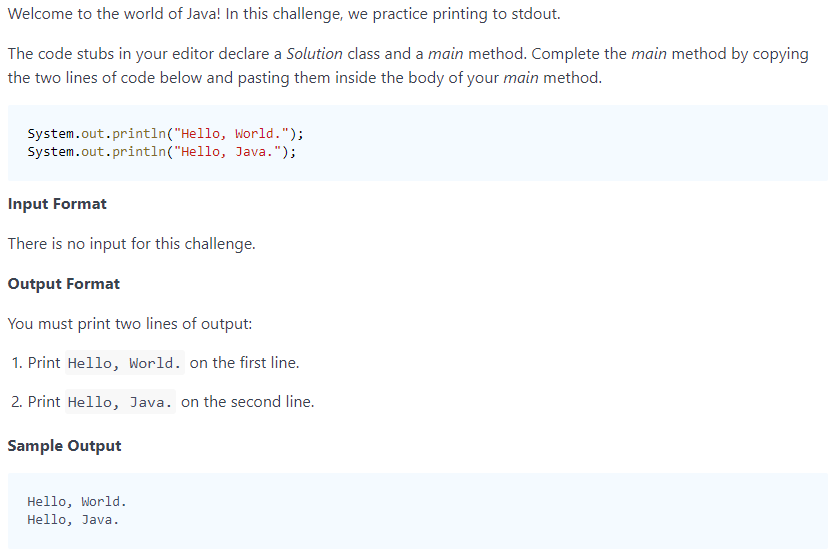 Welcome to the world of Java! In this challenge, we practice printing to stdout.
The code stubs in your editor declare a Solution class and a main method. Complete the main method by copying
the two lines of code below and pasting them inside the body of your main method.
System.out.println("Hello, World.");
System.out.println("Hello, Java.");
Input Format
There is no input for this challenge.
Output Format
You must print two lines of output:
1. Print Hello, World. on the first line.
2. Print Hello, Java. on the second line.
Sample Output
Hello, World.
Hello, Java.